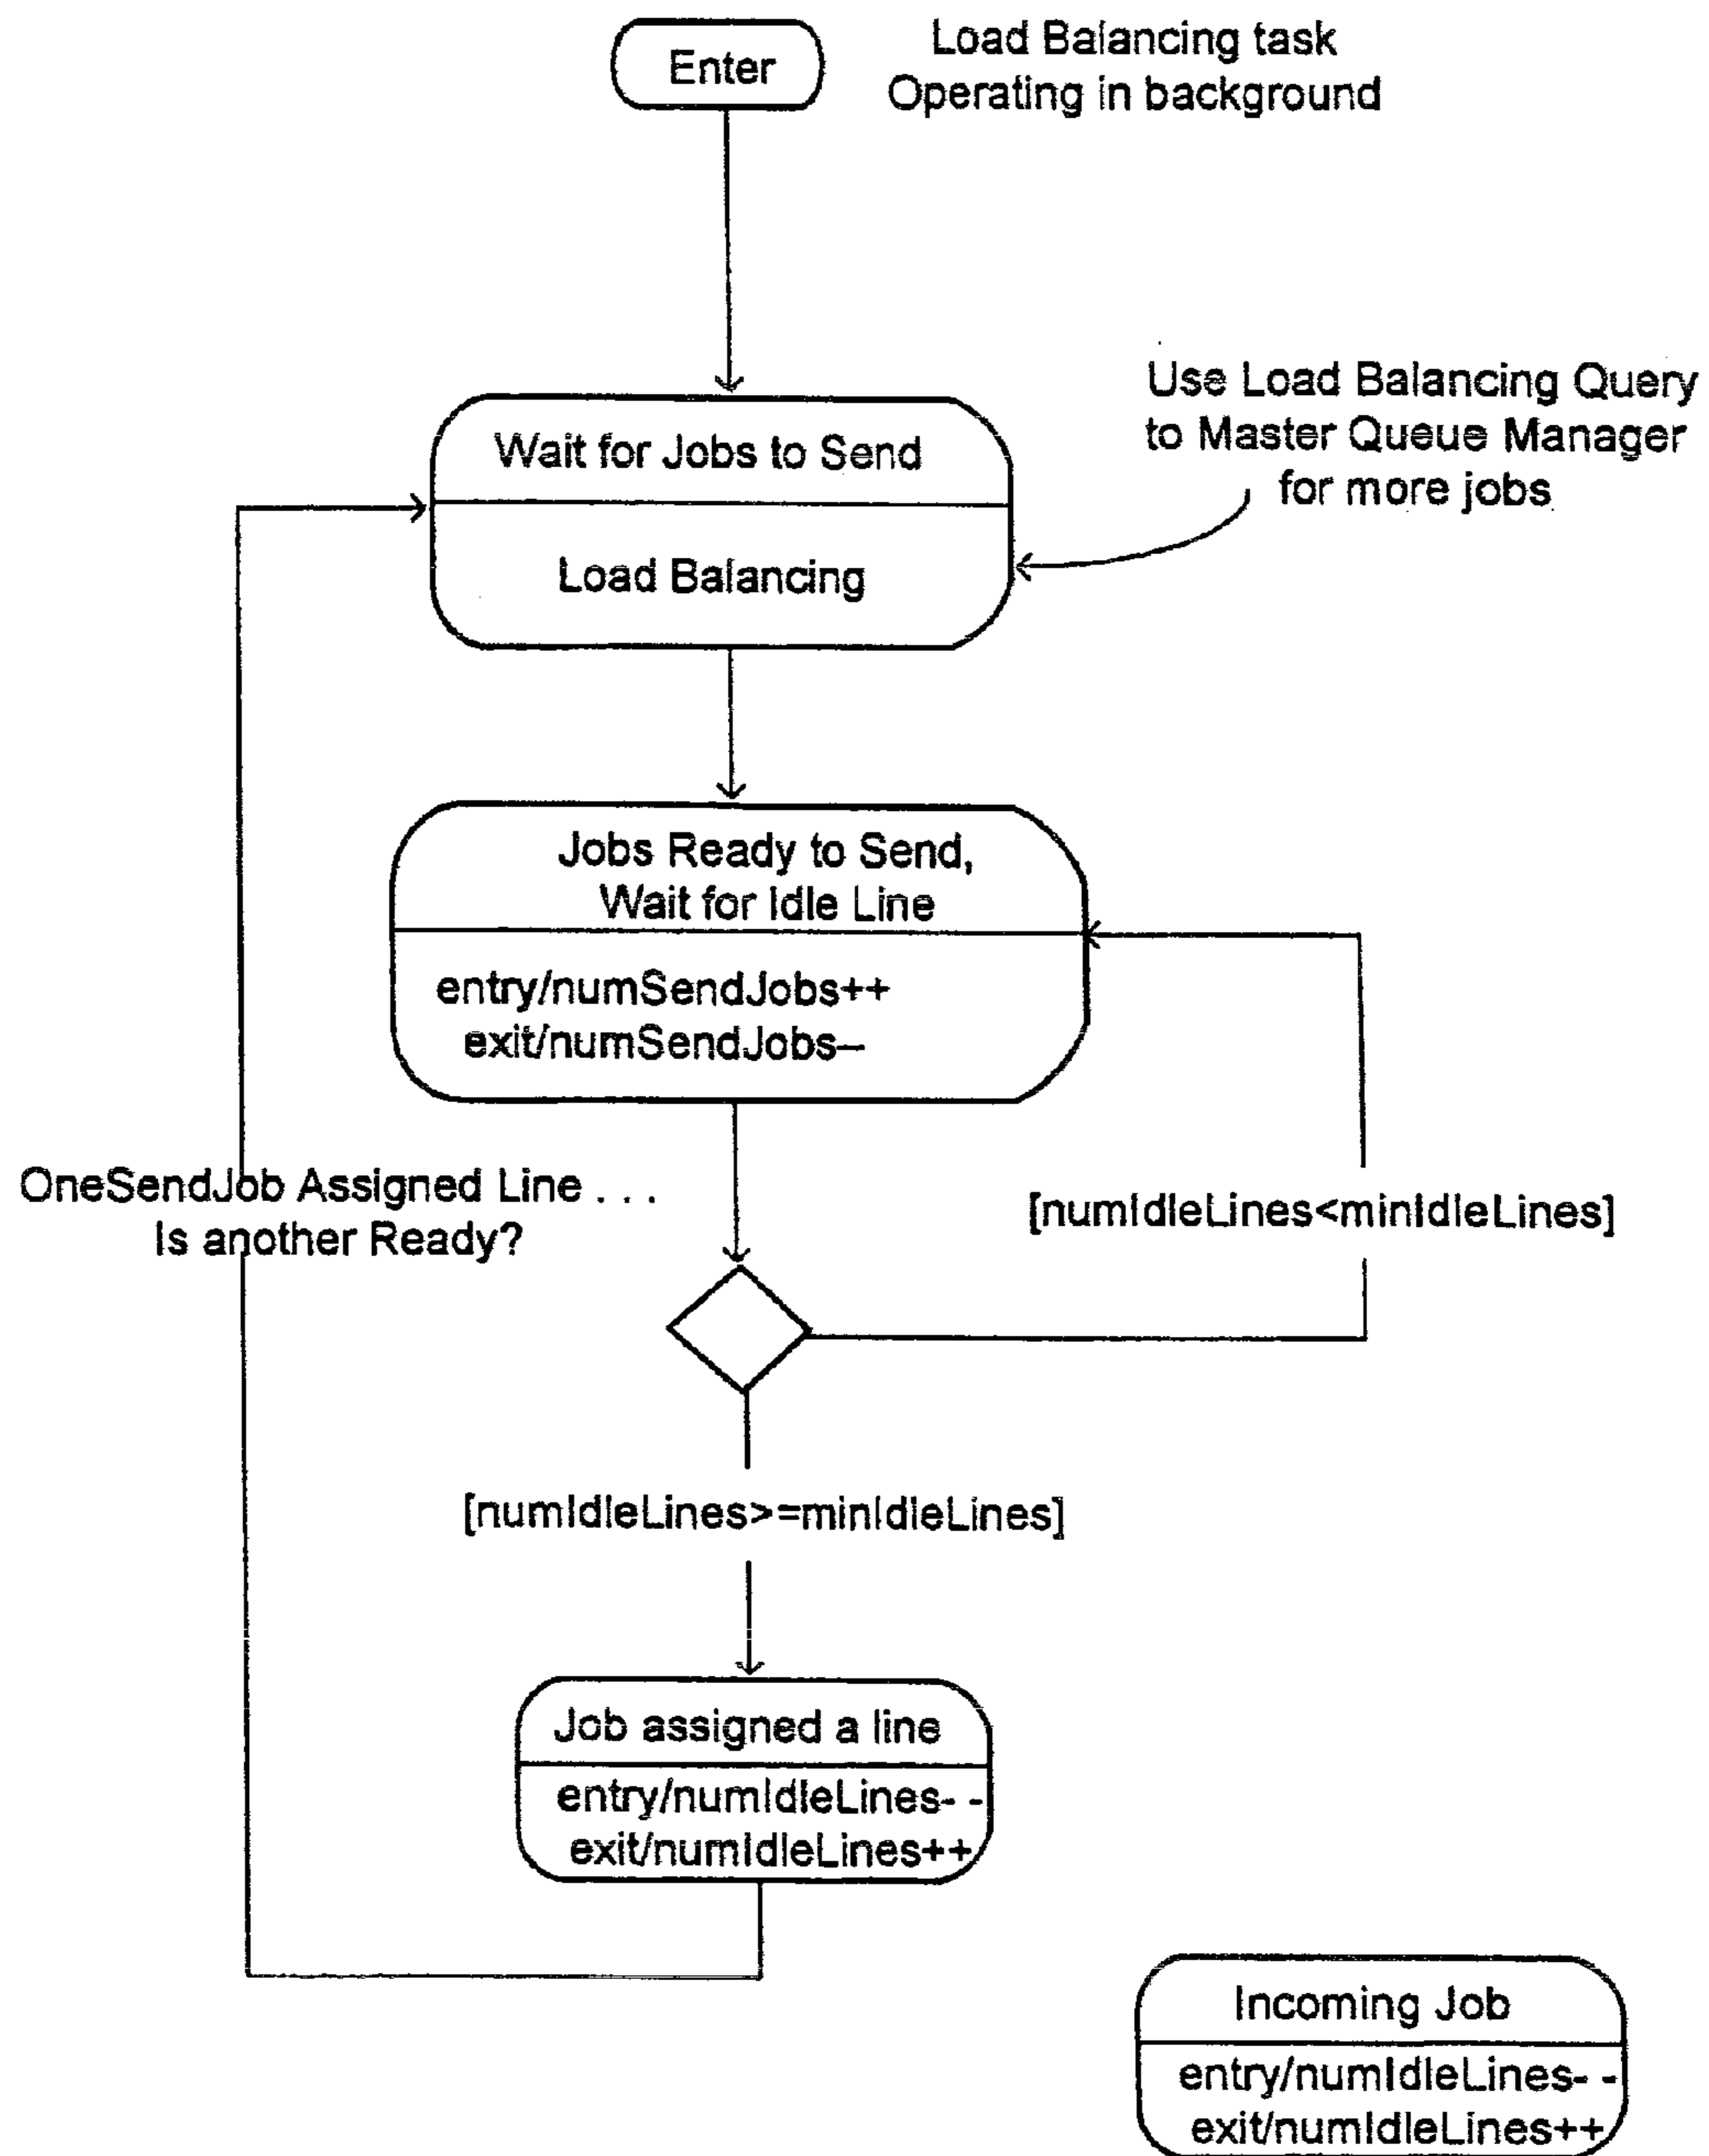 Enter
Load Balancing task
Operating in background
Use Load Balancing Query
to Master Queue Manager
for more jobs
Wait for Jobs to Send
Load Balancing
Jobs Ready to Send,
Wait for Idle Line
entry/numSendJobs++
exit/numSendJobs–
OneSendJob Assigned Line . . .
Is another Ready?
[numIdleLines<minIdleLines]
[numIdleLines>=minIdleLines]
Job assigned a line
entry/numIdleLines- -
exit/numIdleLines++
Incoming Job
entry/numIdleLines- -
exit/numIdleLines++